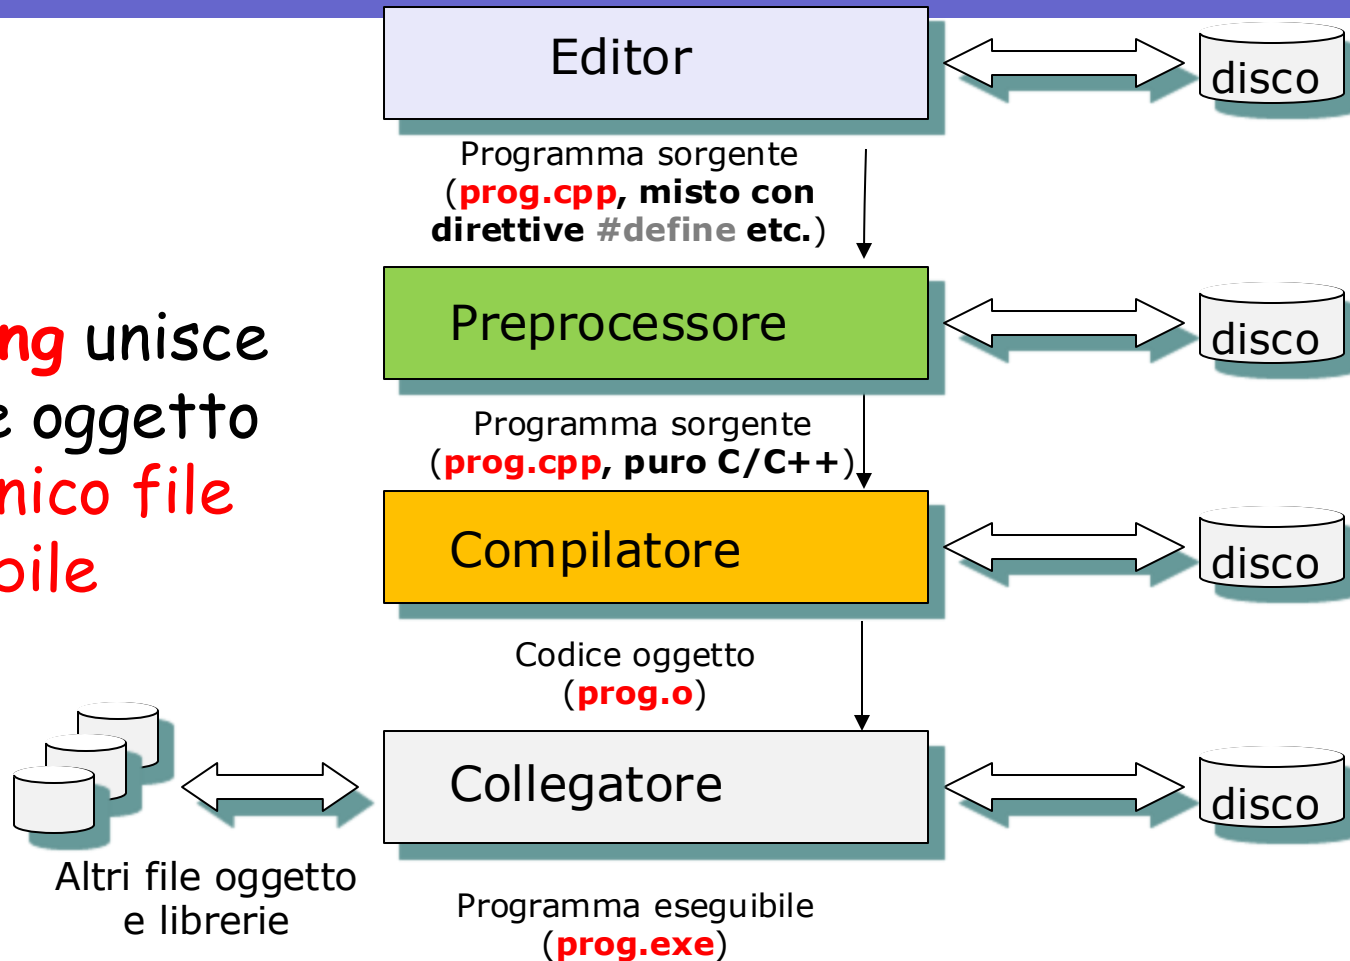 Editor
disco
Programma sorgente
(prog.cpp, misto con
direttive #define etc.)
Preprocessore
disco
ng unisce
e oggetto
nico file
bile
Programma sorgente
(prog.cpp, puro C/C++)
Compilatore
disco
Codice oggetto
(prog.o)
Collegatore
disco
Altri file oggetto
e librerie
Programma eseguibile
(prog.exe)